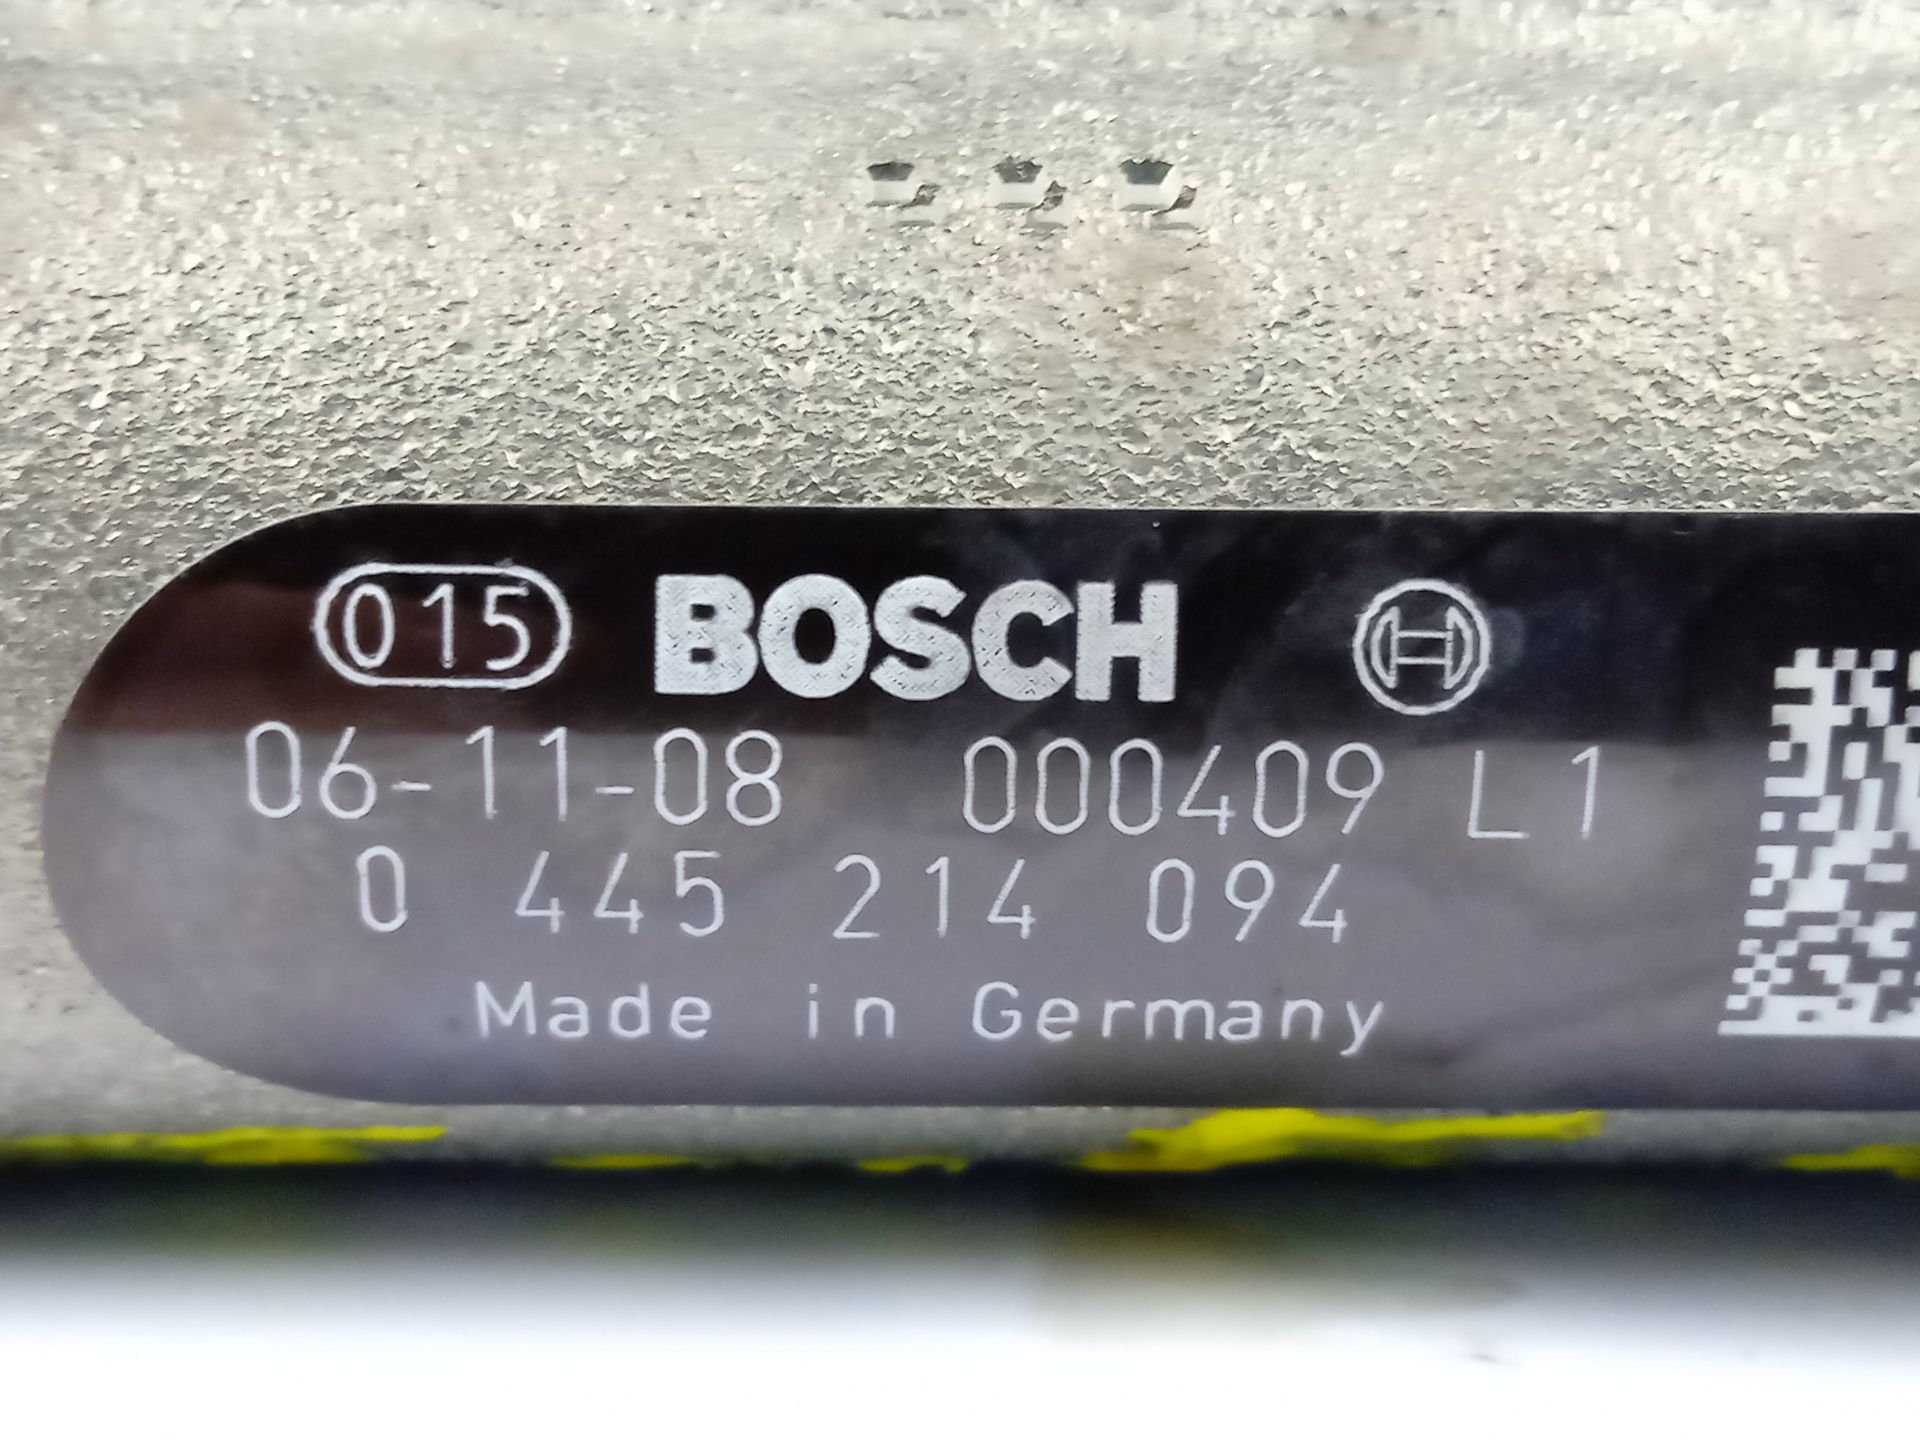 015 BOSCH
06-11-08 000409 L1
0 445 214 094
Made in Germany